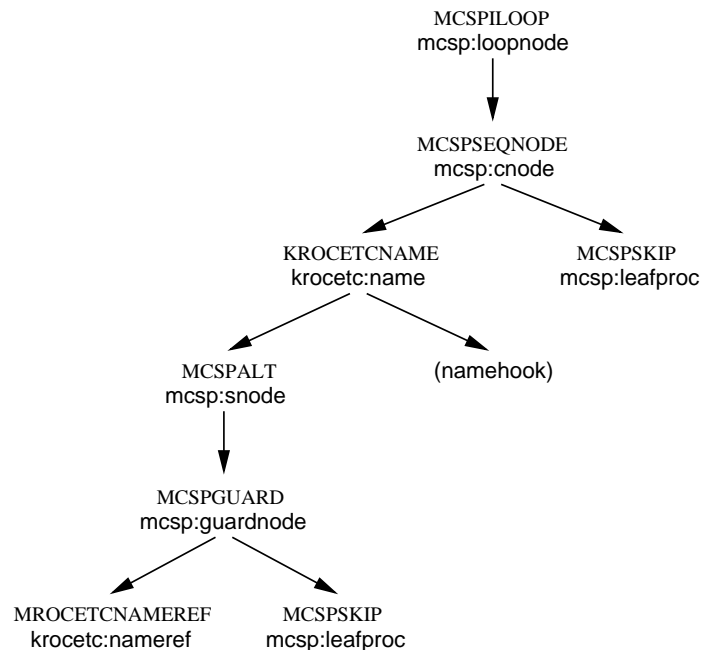 MCSPILOOP
mcsp:loopnode
MCSPSEQNODE
mcsp:cnode
KROCETCNAME
krocetc:name
MCSPSKIP
mcsp:leafproc
MCSPALT
mcsp:snode
(namehook)
MCSPGUARD
mcsp:guardnode
MROCETCNAMEREF
krocetc:nameref
MCSPSKIP
mcsp:leafproc